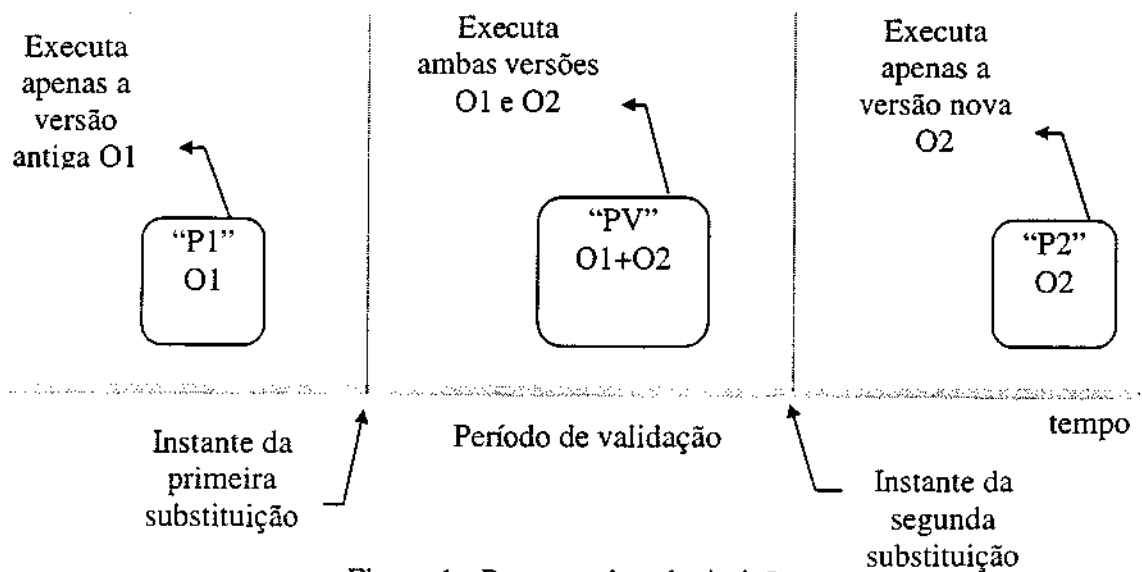 Executa
apenas a
versão
antiga O1
Executa
ambas versões
O1 e O2
Executa
apenas a
versão nova
O2
“P1”
O1
“PV”
O1+O2
“P2”
O2
tempo
Instante da
primeira
substituição
Período de validação
Instante da
segunda
substituição